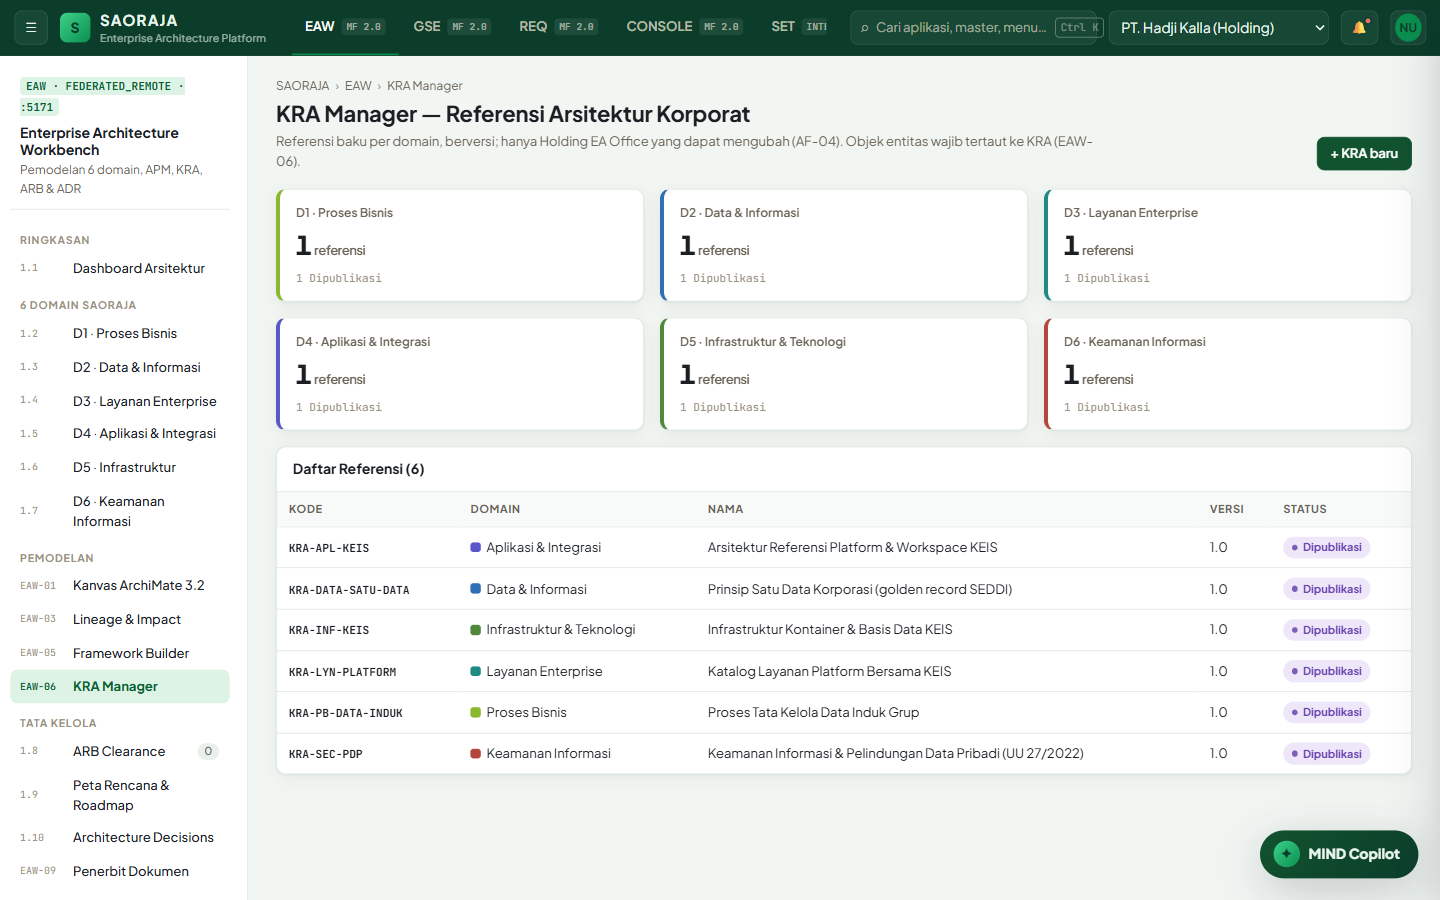 ☰
S
SAORAJA
Enterprise Architecture Platform
EAW MF 2.0
GSE MF 2.0
REQ MF 2.0
CONSOLE MF 2.0
SET
Cari aplikasi, master, menu... Ctrl K
PT. Hadji Kalla (Holding)
NU
EAW · FEDERATED_REMOTE ·
:5171
Enterprise Architecture
Workbench
Pemodelan 6 domain, APM, KRA,
ARB & ADR
RINGKASAN
1.1 Dashboard Arsitektur
6 DOMAIN SAORAJA
1.2 D1 · Proses Bisnis
1.3 D2 · Data & Informasi
1.4 D3 · Layanan Enterprise
1.5 D4 · Aplikasi & Integrasi
1.6 D5 · Infrastruktur
1.7 D6 · Keamanan
Informasi
PEMODELAN
EAW-01 Kanvas ArchiMate 3.2
EAW-03 Lineage & Impact
EAW-05 Framework Builder
EAW-06 KRA Manager
TATA KELOLA
1.8 ARB Clearance 0
1.9 Peta Rencana &
Roadmap
1.10 Architecture Decisions
EAW-09 Penerbit Dokumen
SAORAJA › EAW › KRA Manager
KRA Manager — Referensi Arsitektur Korporat
Referensi baku per domain, berversi; hanya Holding EA Office yang dapat mengubah (AF-04). Objek entitas wajib tertaut ke KRA (EAW-
06).
+ KRA baru
D1 · Proses Bisnis
1 referensi
1 Dipublikasi
D2 · Data & Informasi
1 referensi
1 Dipublikasi
D3 · Layanan Enterprise
1 referensi
1 Dipublikasi
D4 · Aplikasi & Integrasi
1 referensi
1 Dipublikasi
D5 · Infrastruktur & Teknologi
1 referensi
1 Dipublikasi
D6 · Keamanan Informasi
1 referensi
1 Dipublikasi
Daftar Referensi (6)
KODE DOMAIN NAMA VERSI STATUS
KRA-APL-KEIS Aplikasi & Integrasi Arsitektur Referensi Platform & Workspace KEIS 1.0 Dipublikasi
KRA-DATA-SATU-DATA Data & Informasi Prinsip Satu Data Korporasi (golden record SEDDI) 1.0 Dipublikasi
KRA-INF-KEIS Infrastruktur & Teknologi Infrastruktur Kontainer & Basis Data KEIS 1.0 Dipublikasi
KRA-LYN-PLATFORM Layanan Enterprise Katalog Layanan Platform Bersama KEIS 1.0 Dipublikasi
KRA-PB-DATA-INDUK Proses Bisnis Proses Tata Kelola Data Induk Grup 1.0 Dipublikasi
KRA-SEC-PDP Keamanan Informasi Keamanan Informasi & Pelindungan Data Pribadi (UU 27/2022) 1.0 Dipublikasi
MIND Copilot